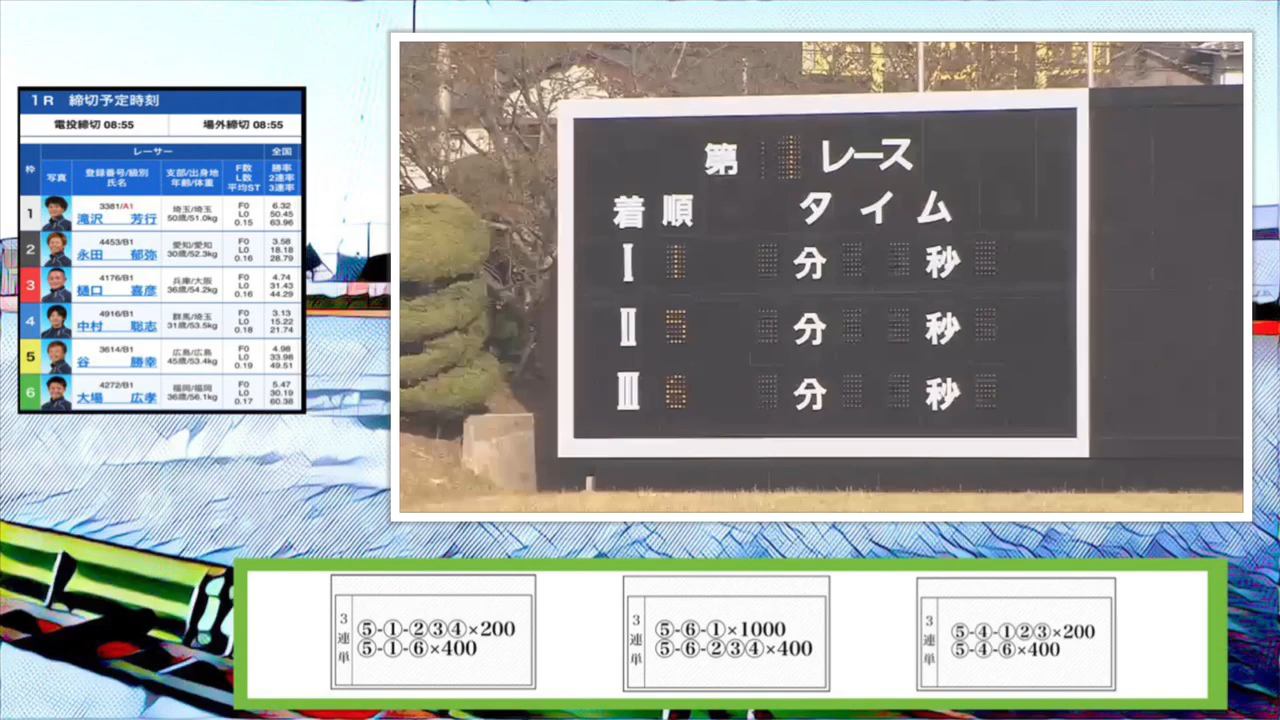 1R 締切予定時刻
電投締切 08:55 場外締切 08:55
枠 レーサー 全国
写真 登録番号/級別 氏名 支部/出身地 年齢/体重 F数 L数 平均ST 勝率 2連率 3連率
1 3381/A1 滝沢 芳行 埼玉/埼玉 50歳/51.0kg F0 L0 0.15 6.32 50.45 63.96
2 4453/B1 永田 郁弥 愛知/愛知 30歳/52.3kg F0 L0 0.16 3.58 18.18 28.79
3 4176/B1 樋口 喜彦 兵庫/大阪 36歳/54.2kg F0 L0 0.16 4.74 31.43 44.29
4 4916/B1 中村 聡志 群馬/埼玉 31歳/53.5kg F0 L0 0.18 3.13 15.22 21.74
5 3614/B1 谷 勝幸 広島/広島 45歳/53.4kg F0 L0 0.19 4.98 33.98 49.51
6 4272/B1 大場 広孝 福岡/福岡 36歳/56.1kg F0 L0 0.17 5.47 30.19 60.38
第 レース
着順 タイム
I 分 秒
II 分 秒
III 分 秒
3連単
⑤-①-②③④×200
⑤-①-⑥×400
3連単
⑤-⑥-①×1000
⑤-⑥-②③④×400
3連単
⑤-④-①②③×200
⑤-④-⑥×400